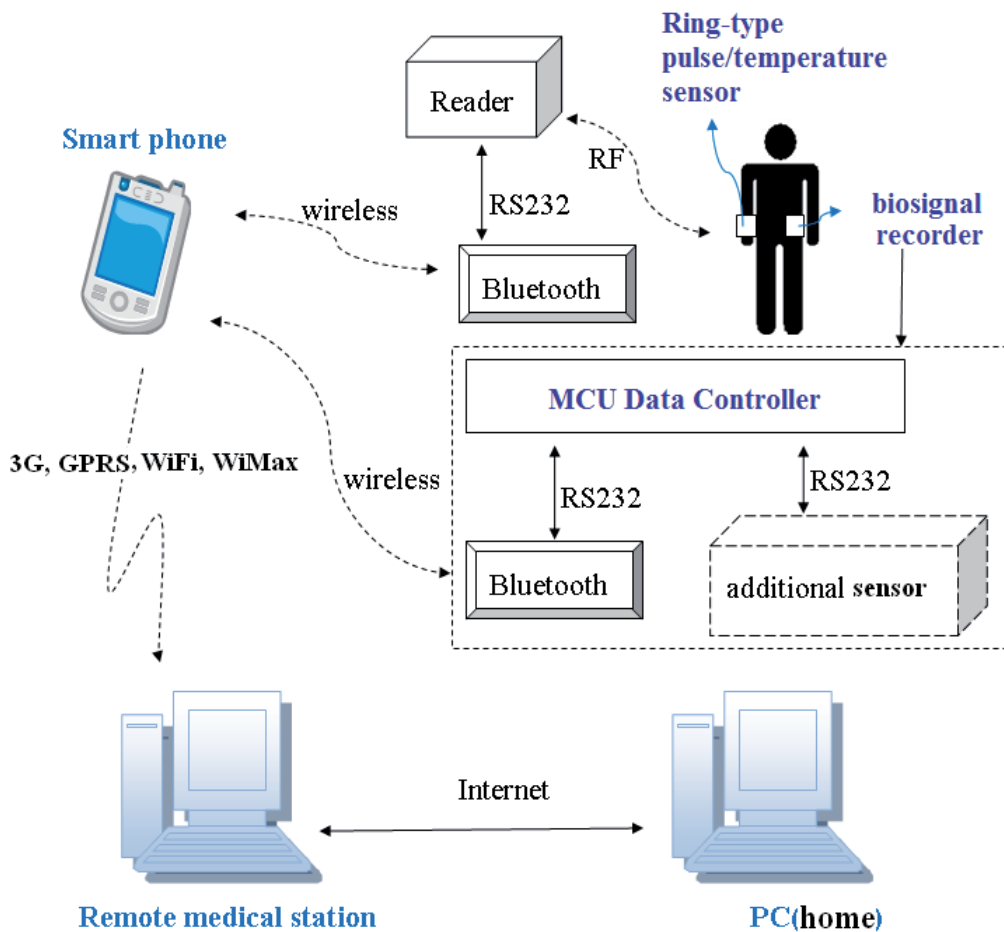 Ring-type
pulse/temperature
sensor
Reader
Smart phone
RF
wireless
RS232
biosignal
recorder
Bluetooth
MCU Data Controller
3G, GPRS, WiFi, WiMax
wireless
RS232
RS232
Bluetooth
additional sensor
Internet
Remote medical station
PC(home)